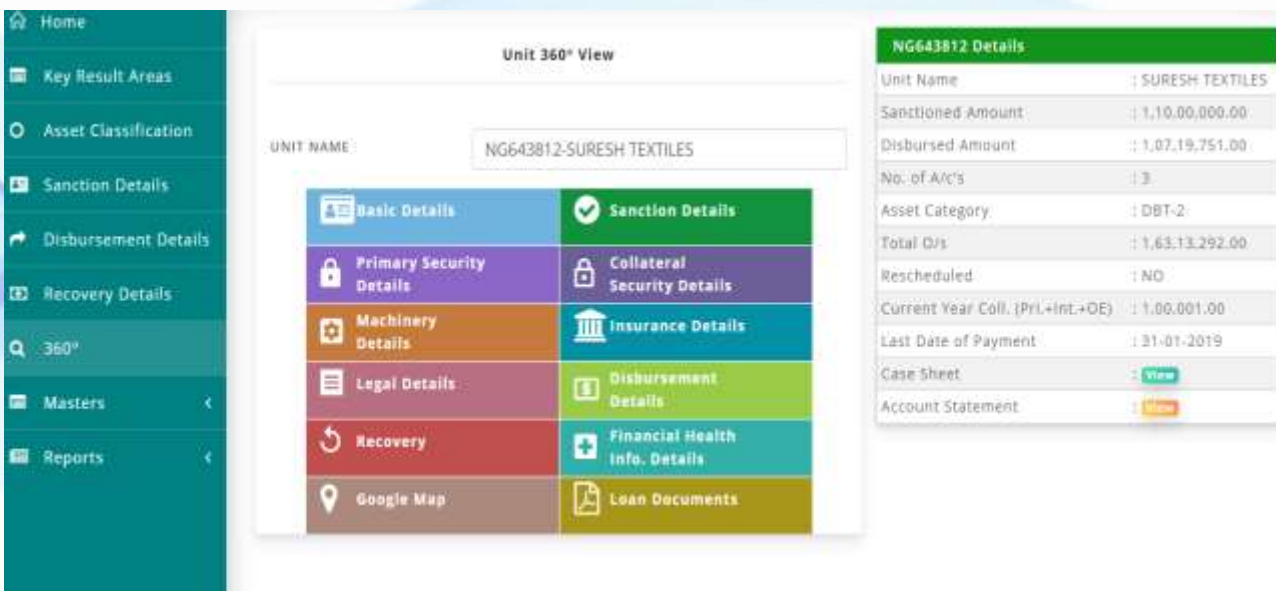 Home
Key Result Areas
Asset Classification
Sanction Details
Disbursement Details
Recovery Details
360°
Masters
Reports
Unit 360° View
UNIT NAME
NG643812-SURESH TEXTILES
Basic Details
Sanction Details
Primary Security
Details
Collateral
Security Details
Machinery
Details
Insurance Details
Legal Details
Disbursement
Details
Recovery
Financial Health
Info. Details
Google Map
Loan Documents
NG643812 Details
Unit Name : SURESH TEXTILES
Sanctioned Amount : 1,10,00,000.00
Disbursed Amount : 1,07,19,751.00
No. of A/c's : 3
Asset Category : DBT-2
Total O/s : 1,63,13,292.00
Rescheduled : NO
Current Year Coll. (Pri.+Int.+OE) : 1,00,001.00
Last Date of Payment : 31-01-2019
Case Sheet : View
Account Statement : View